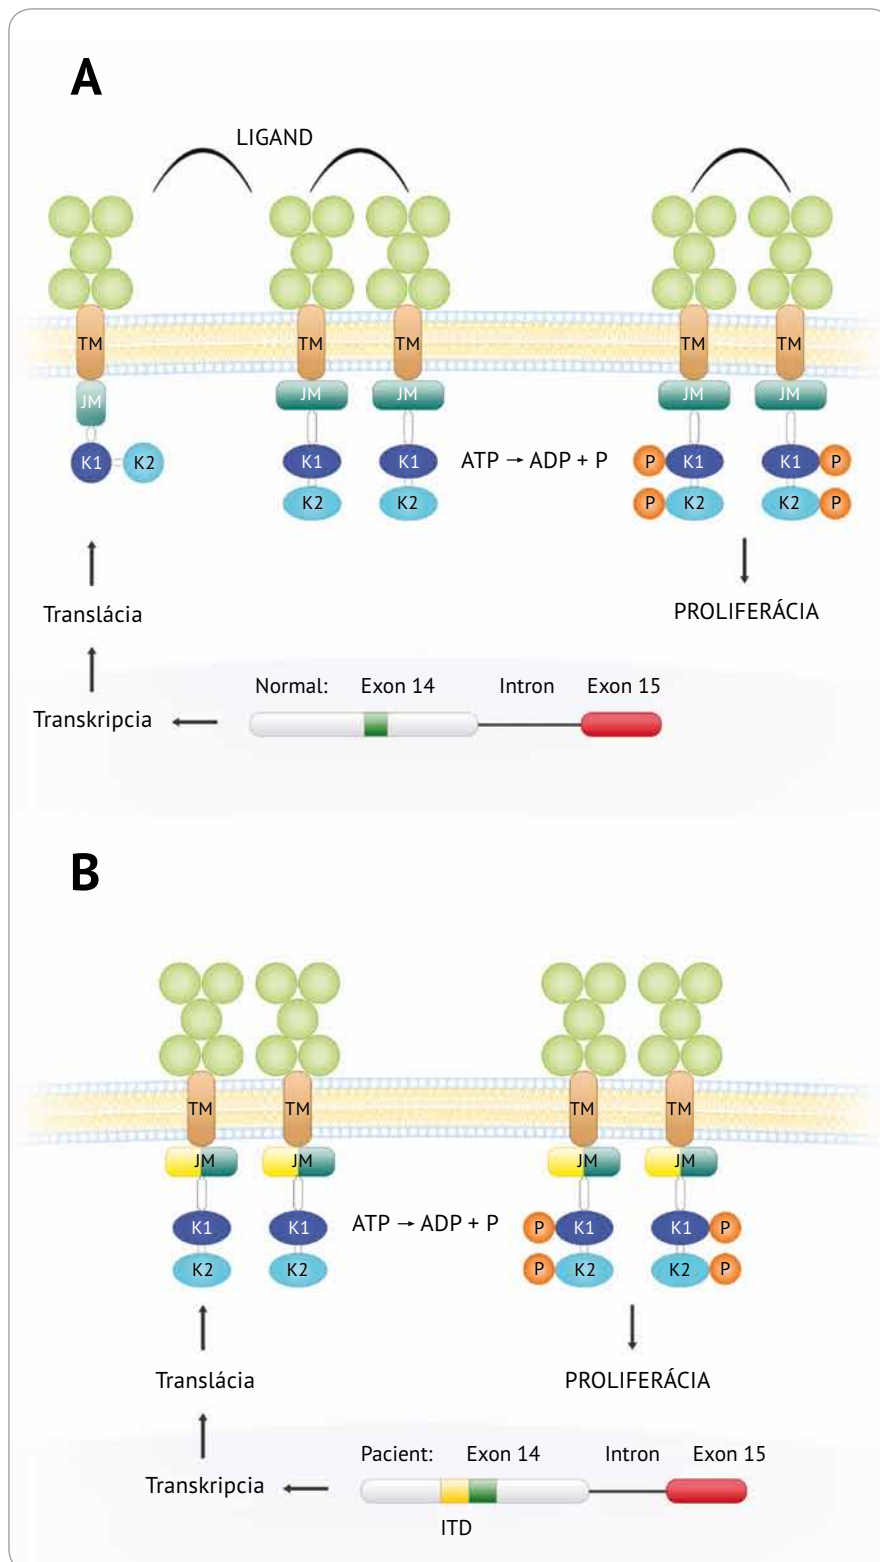 A
LIGAND
TM TM TM TM TM
JM JM JM JM JM
K1 K2 K1 K1 ATP → ADP + P P K1 K1 P
K2 K2 P K2 K2 P
Translácia
PROLIFERÁCIA
Normal: Exon 14 Intron Exon 15
Transkripcia
B
TM TM TM TM
JM JM JM JM
K1 K1 ATP → ADP + P P K1 K1 P
K2 K2 P K2 K2 P
Translácia PROLIFERÁCIA
Pacient: Exon 14 Intron Exon 15
Transkripcia
ITD